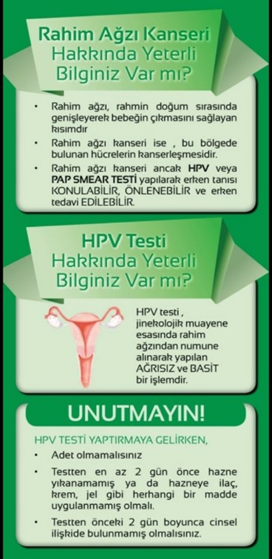 Rahim Ağzı Kanseri
Hakkında Yeterli
Bilginiz Var mı?
• Rahim ağzı, rahmin doğum sırasında
genişleyerek bebeğin çıkmasını sağlayan
kısımdır
• Rahim ağzı kanseri ise , bu bölgede
bulunan hücrelerin kanserleşmesidir.
• Rahim ağzı kanseri ancak HPV veya
PAP SMEAR TESTİ yapılarak erken tanısı
KONULABİLİR, ÖNLENEBİLİR ve erken
tedavi EDİLEBİLİR.
HPV Testi
Hakkında Yeterli
Bilginiz Var mı?
HPV testi ,
jinekolojik muayene
esasında rahim
ağzından numune
alınarak yapılan
AĞRISIZ ve BASİT
bir işlemdir.
UNUTMAYIN!
HPV TESTİ YAPTIRMAYA GELİRKEN,
• Adet olmamalısınız
• Testten en az 2 gün önce hazne
yıkanamamış ya da hazneye ilaç,
krem, jel gibi herhangi bir madde
uygulanmamış olmalı.
• Testten önceki 2 gün boyunca cinsel
ilişkide bulunmamış olmalısınız.